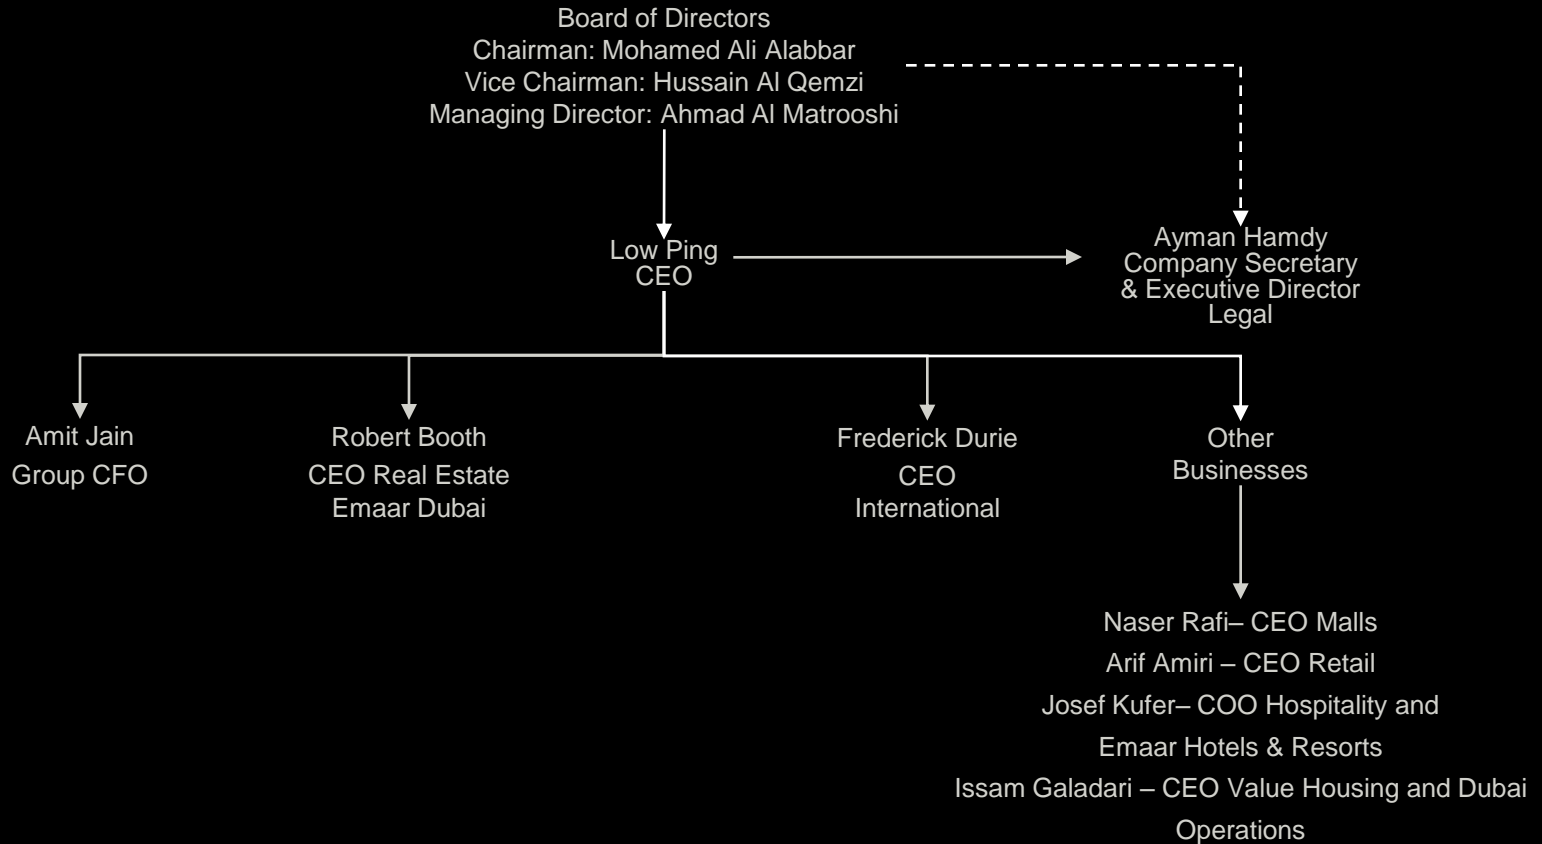 Board of Directors
Chairman: Mohamed Ali Alabbar
Vice Chairman: Hussain Al Qemzi
Managing Director: Ahmad Al Matrooshi
Low Ping
CEO
Ayman Hamdy
Company Secretary
& Executive Director
Legal
Amit Jain
Group CFO
Robert Booth
CEO Real Estate
Emaar Dubai
Frederick Durie
CEO
International
Other
Businesses
Naser Rafi– CEO Malls
Arif Amiri – CEO Retail
Josef Kufer– COO Hospitality and
Emaar Hotels & Resorts
Issam Galadari – CEO Value Housing and Dubai
Operations